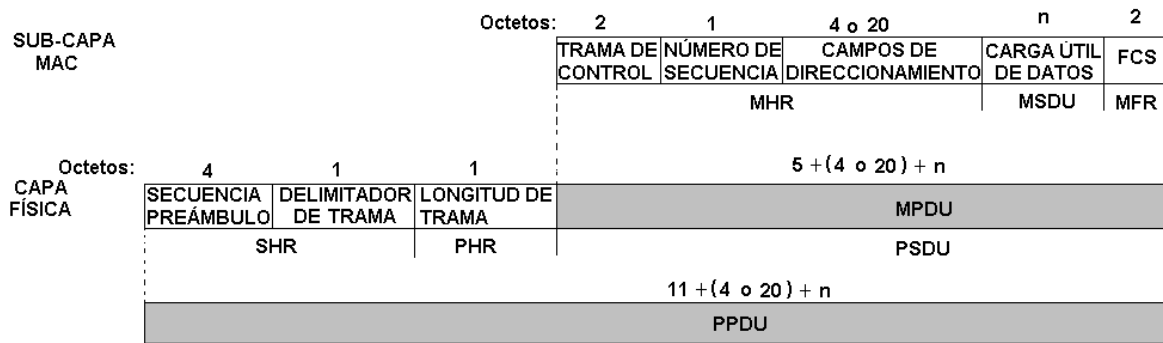 Octetos: 2 1 4 o 20 n 2
SUB-CAPA
MAC
TRAMA DE
CONTROL
NÚMERO DE
SECUENCIA
CAMPOS DE
DIRECCIONAMIENTO
CARGA ÚTIL
DE DATOS
FCS
MHR MSDU MFR
Octetos: 4 1 1 5 +(4 o 20) + n
CAPA
FÍSICA
SECUENCIA
PREÁMBULO
DELIMITADOR
DE TRAMA
LONGITUD DE
TRAMA
MPDU
SHR PHR PSDU
11 +(4 o 20) + n
PPDU